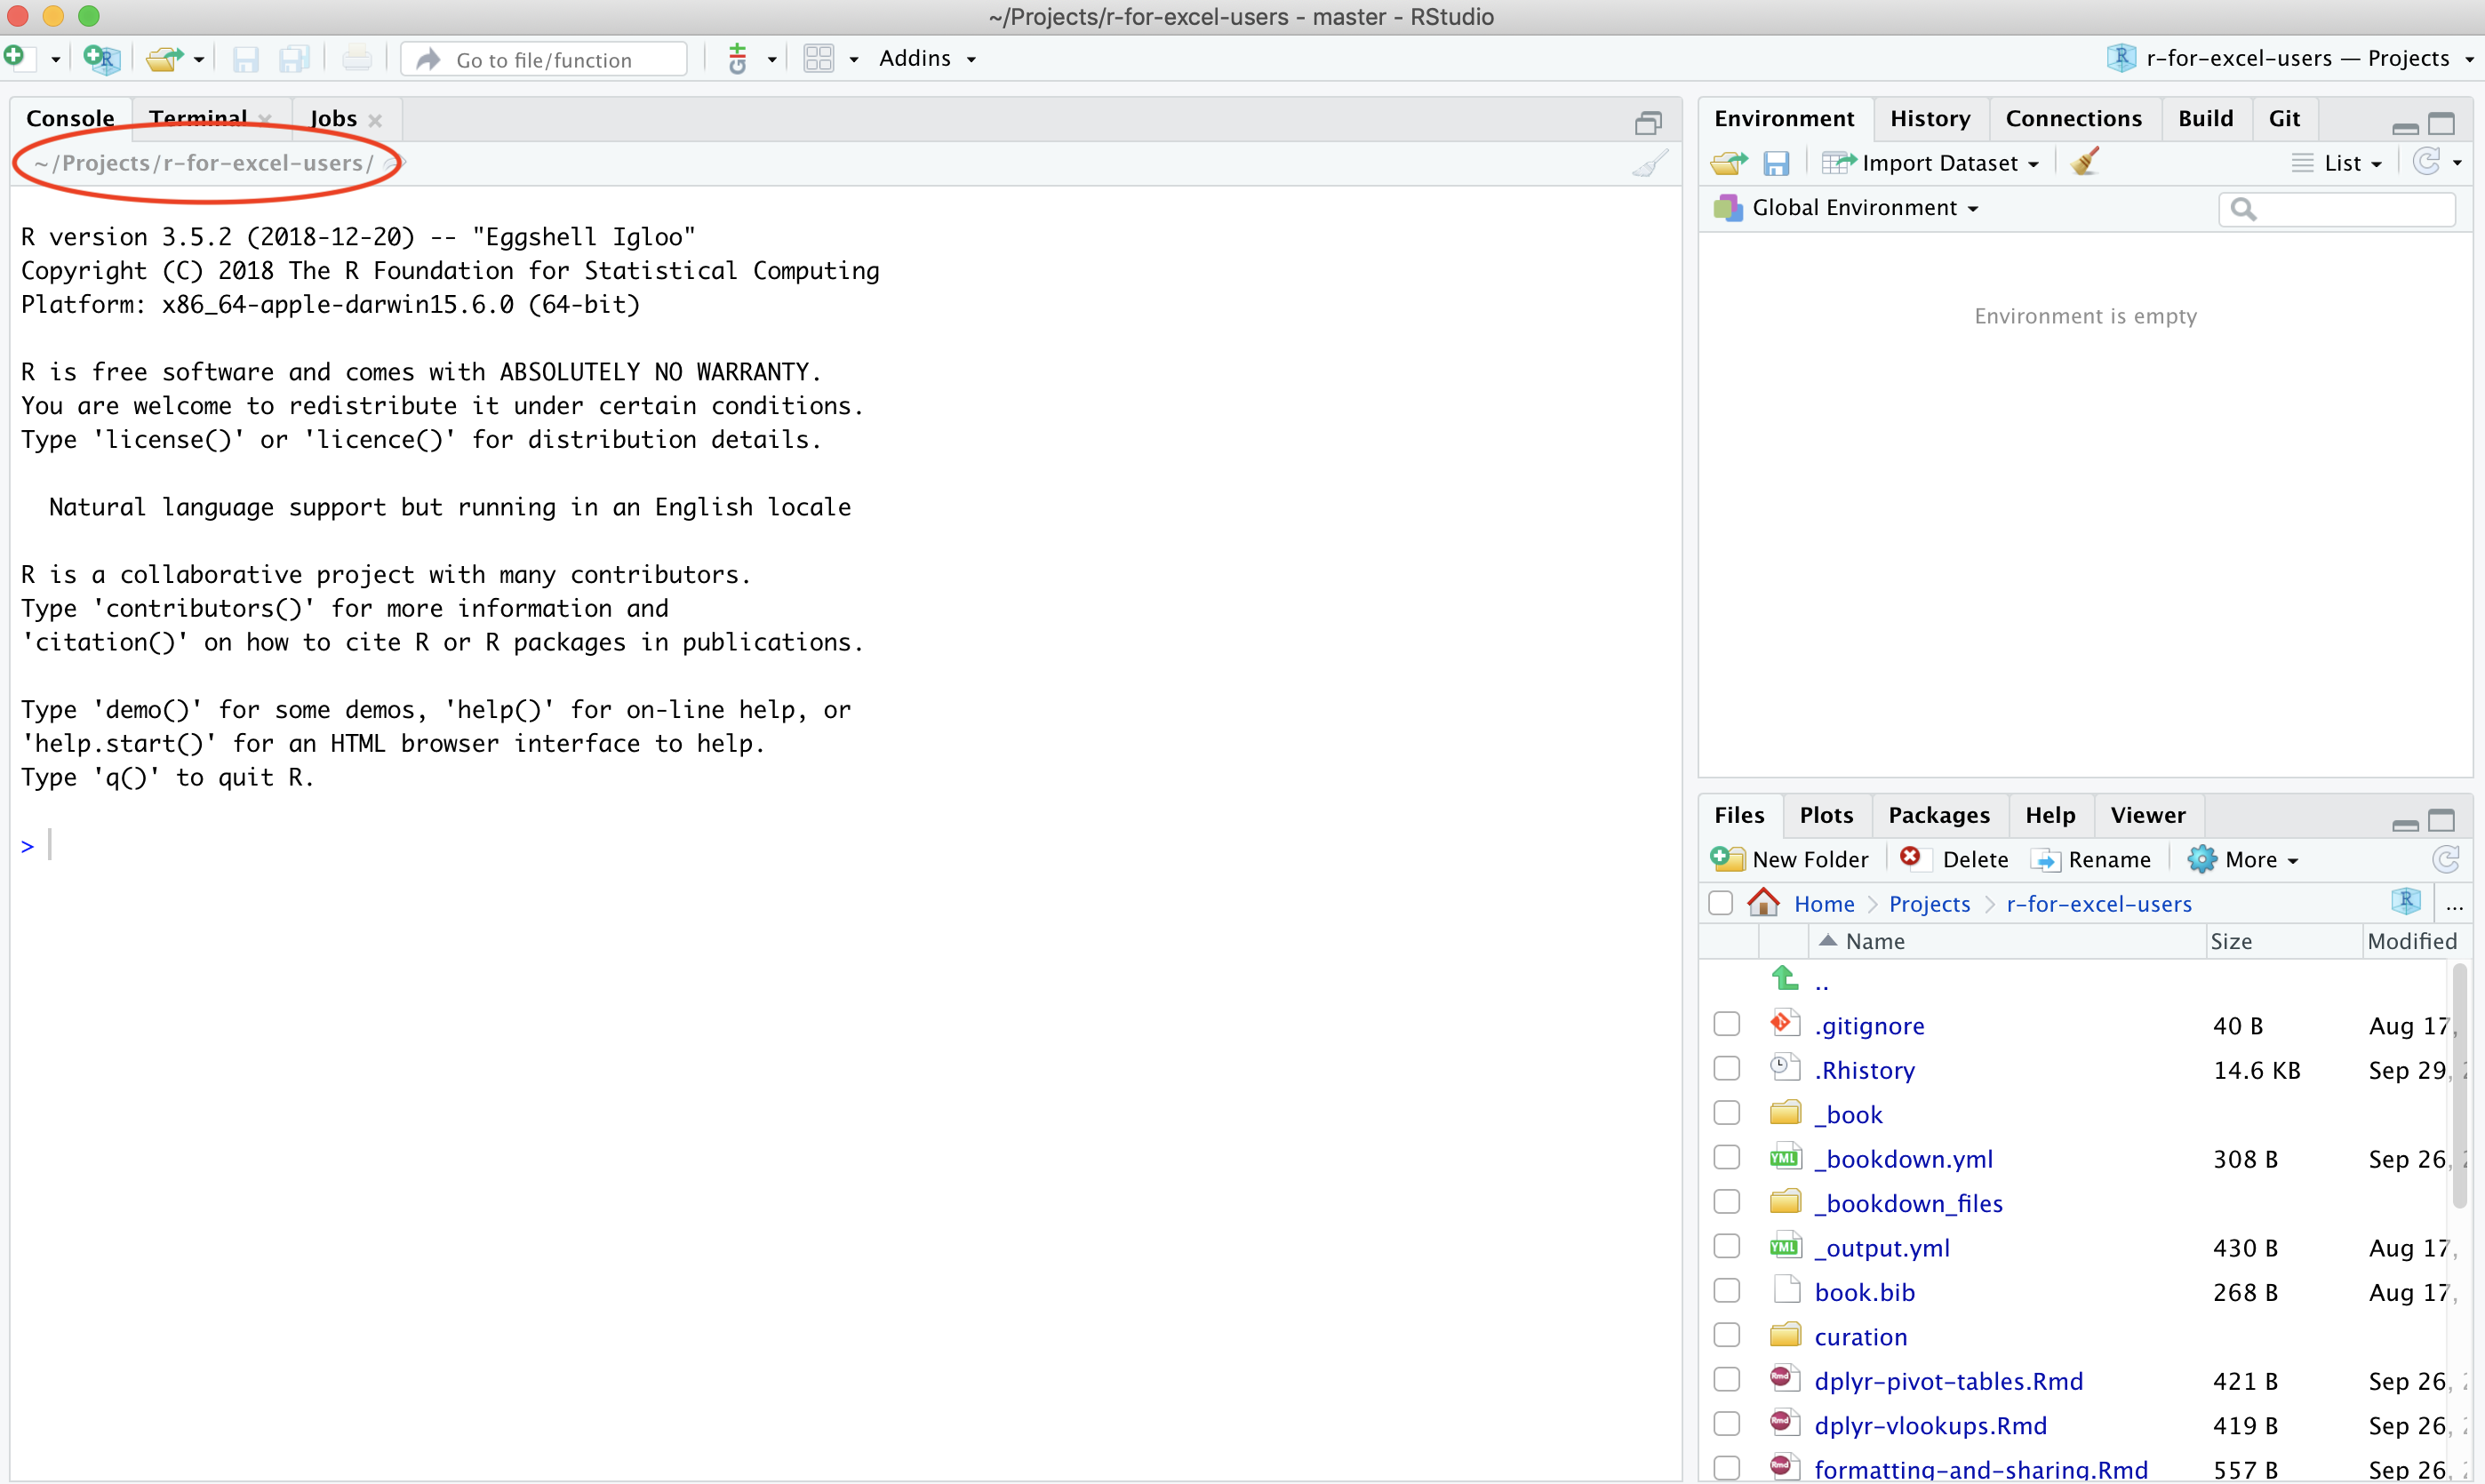 ~/Projects/r-for-excel-users - master - RStudio
Go to file/function
Addins
r-for-excel-users — Projects
Console Terminal Jobs
~/Projects/r-for-excel-users/
R version 3.5.2 (2018-12-20) -- "Eggshell Igloo"
Copyright (C) 2018 The R Foundation for Statistical Computing
Platform: x86_64-apple-darwin15.6.0 (64-bit)
R is free software and comes with ABSOLUTELY NO WARRANTY.
You are welcome to redistribute it under certain conditions.
Type 'license()' or 'licence()' for distribution details.
Natural language support but running in an English locale
R is a collaborative project with many contributors.
Type 'contributors()' for more information and
'citation()' on how to cite R or R packages in publications.
Type 'demo()' for some demos, 'help()' for on-line help, or
'help.start()' for an HTML browser interface to help.
Type 'q()' to quit R.
>
Environment History Connections Build Git
Import Dataset List
Global Environment
Environment is empty
Files Plots Packages Help Viewer
New Folder Delete Rename More
Home Projects r-for-excel-users ...
Name Size Modified
..
.gitignore 40 B Aug 17,
.Rhistory 14.6 KB Sep 29,
_book
_bookdown.yml 308 B Sep 26,
_bookdown_files
_output.yml 430 B Aug 17,
book.bib 268 B Aug 17,
curation
dplyr-pivot-tables.Rmd 421 B Sep 26,
dplyr-vlookups.Rmd 419 B Sep 26,
formatting-and-sharing.Rmd 557 B Sep 26,